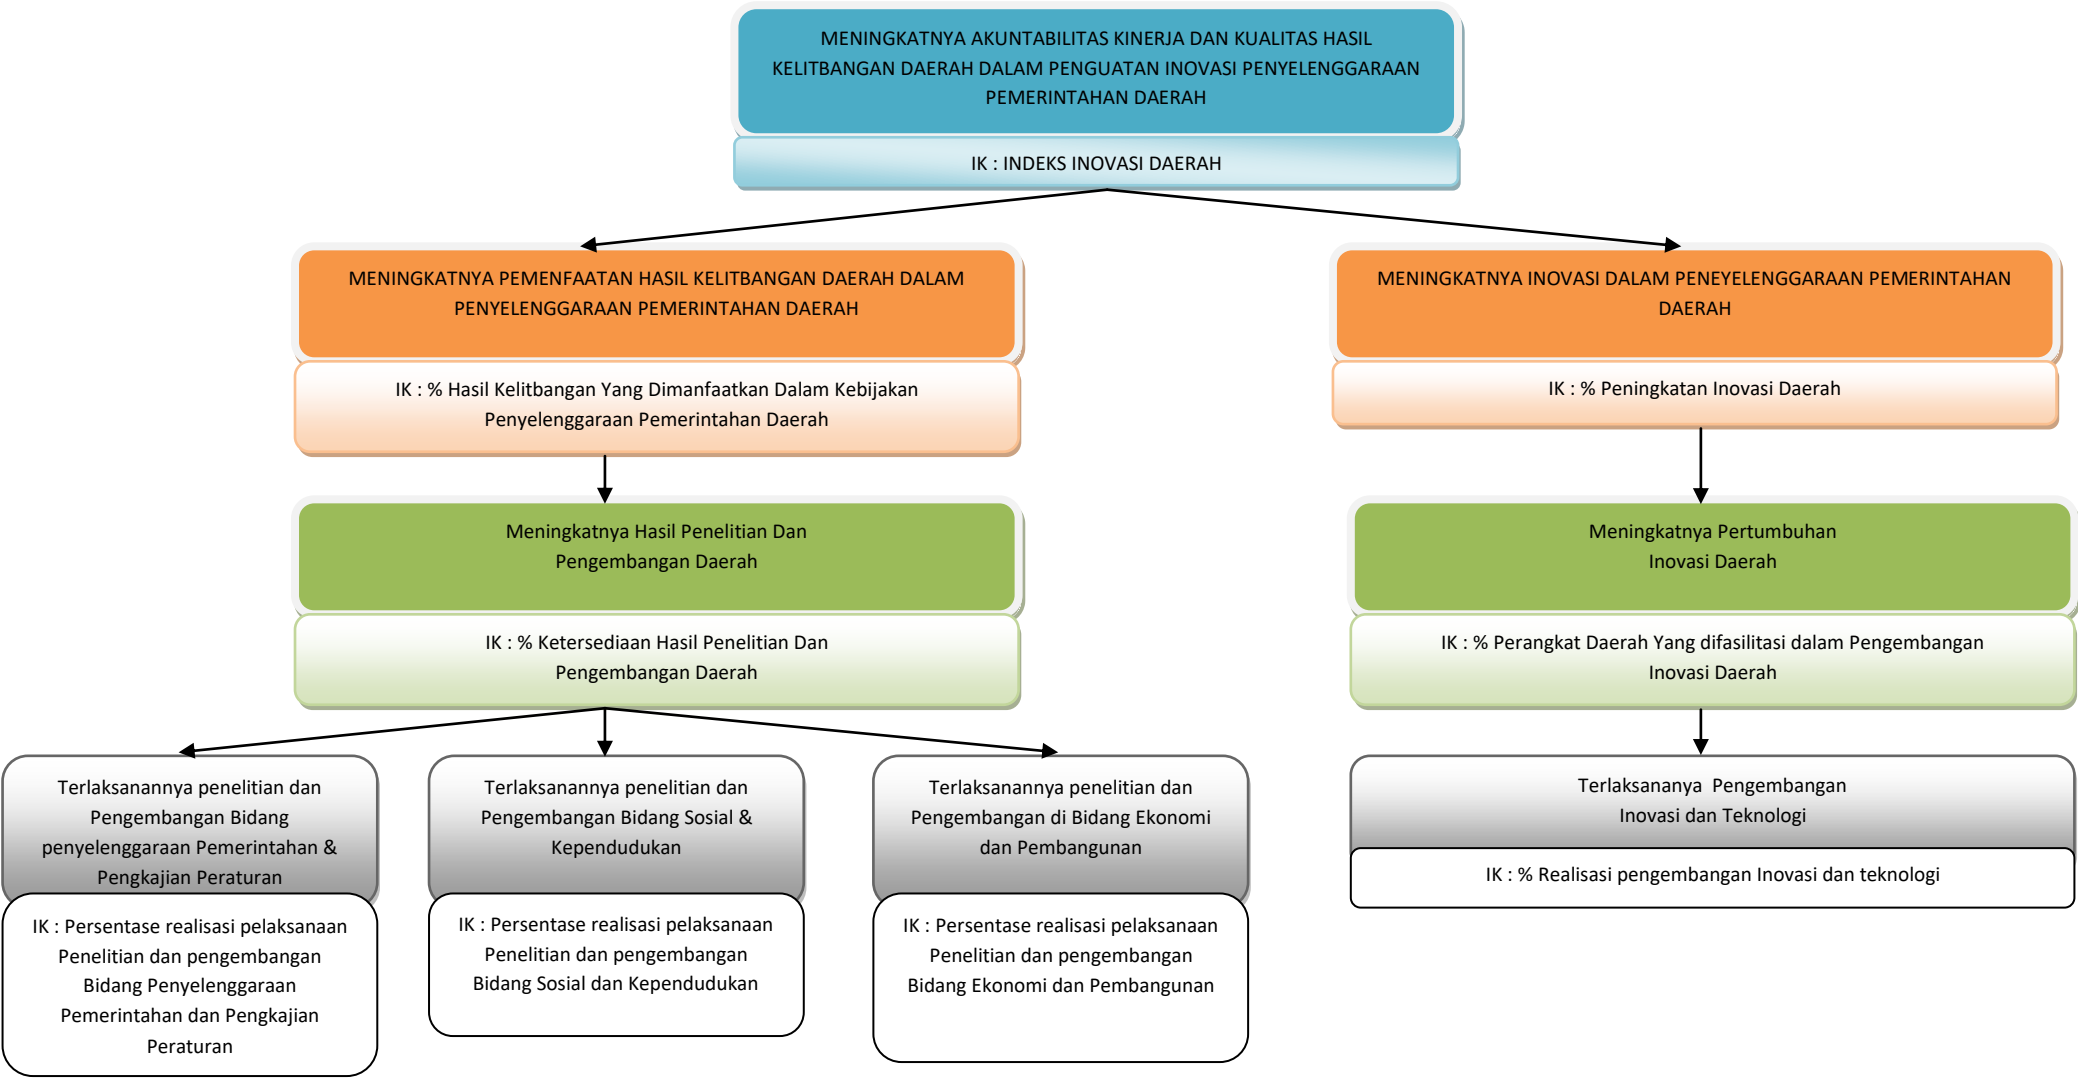 MENINGKATNYA AKUNTABILITAS KINERJA DAN KUALITAS HASIL
KELITBANGAN DAERAH DALAM PENGUATAN INOVASI PENYELENGGARAAN
PEMERINTAHAN DAERAH
IK : INDEKS INOVASI DAERAH
MENINGKATNYA PEMENFAATAN HASIL KELITBANGAN DAERAH DALAM
PENYELENGGARAAN PEMERINTAHAN DAERAH
IK : % Hasil Kelitbangan Yang Dimanfaatkan Dalam Kebijakan
Penyelenggaraan Pemerintahan Daerah
MENINGKATNYA INOVASI DALAM PENEYELENGGARAAN PEMERINTAHAN
DAERAH
IK : % Peningkatan Inovasi Daerah
Meningkatnya Hasil Penelitian Dan
Pengembangan Daerah
IK : % Ketersediaan Hasil Penelitian Dan
Pengembangan Daerah
Meningkatnya Pertumbuhan
Inovasi Daerah
IK : % Perangkat Daerah Yang difasilitasi dalam Pengembangan
Inovasi Daerah
Terlaksanannya penelitian dan
Pengembangan Bidang
penyelenggaraan Pemerintahan &
Pengkajian Peraturan
IK : Persentase realisasi pelaksanaan
Penelitian dan pengembangan
Bidang Penyelenggaraan
Pemerintahan dan Pengkajian
Peraturan
Terlaksanannya penelitian dan
Pengembangan Bidang Sosial &
Kependudukan
IK : Persentase realisasi pelaksanaan
Penelitian dan pengembangan
Bidang Sosial dan Kependudukan
Terlaksanannya penelitian dan
Pengembangan di Bidang Ekonomi
dan Pembangunan
IK : Persentase realisasi pelaksanaan
Penelitian dan pengembangan
Bidang Ekonomi dan Pembangunan
Terlaksananya Pengembangan
Inovasi dan Teknologi
IK : % Realisasi pengembangan Inovasi dan teknologi